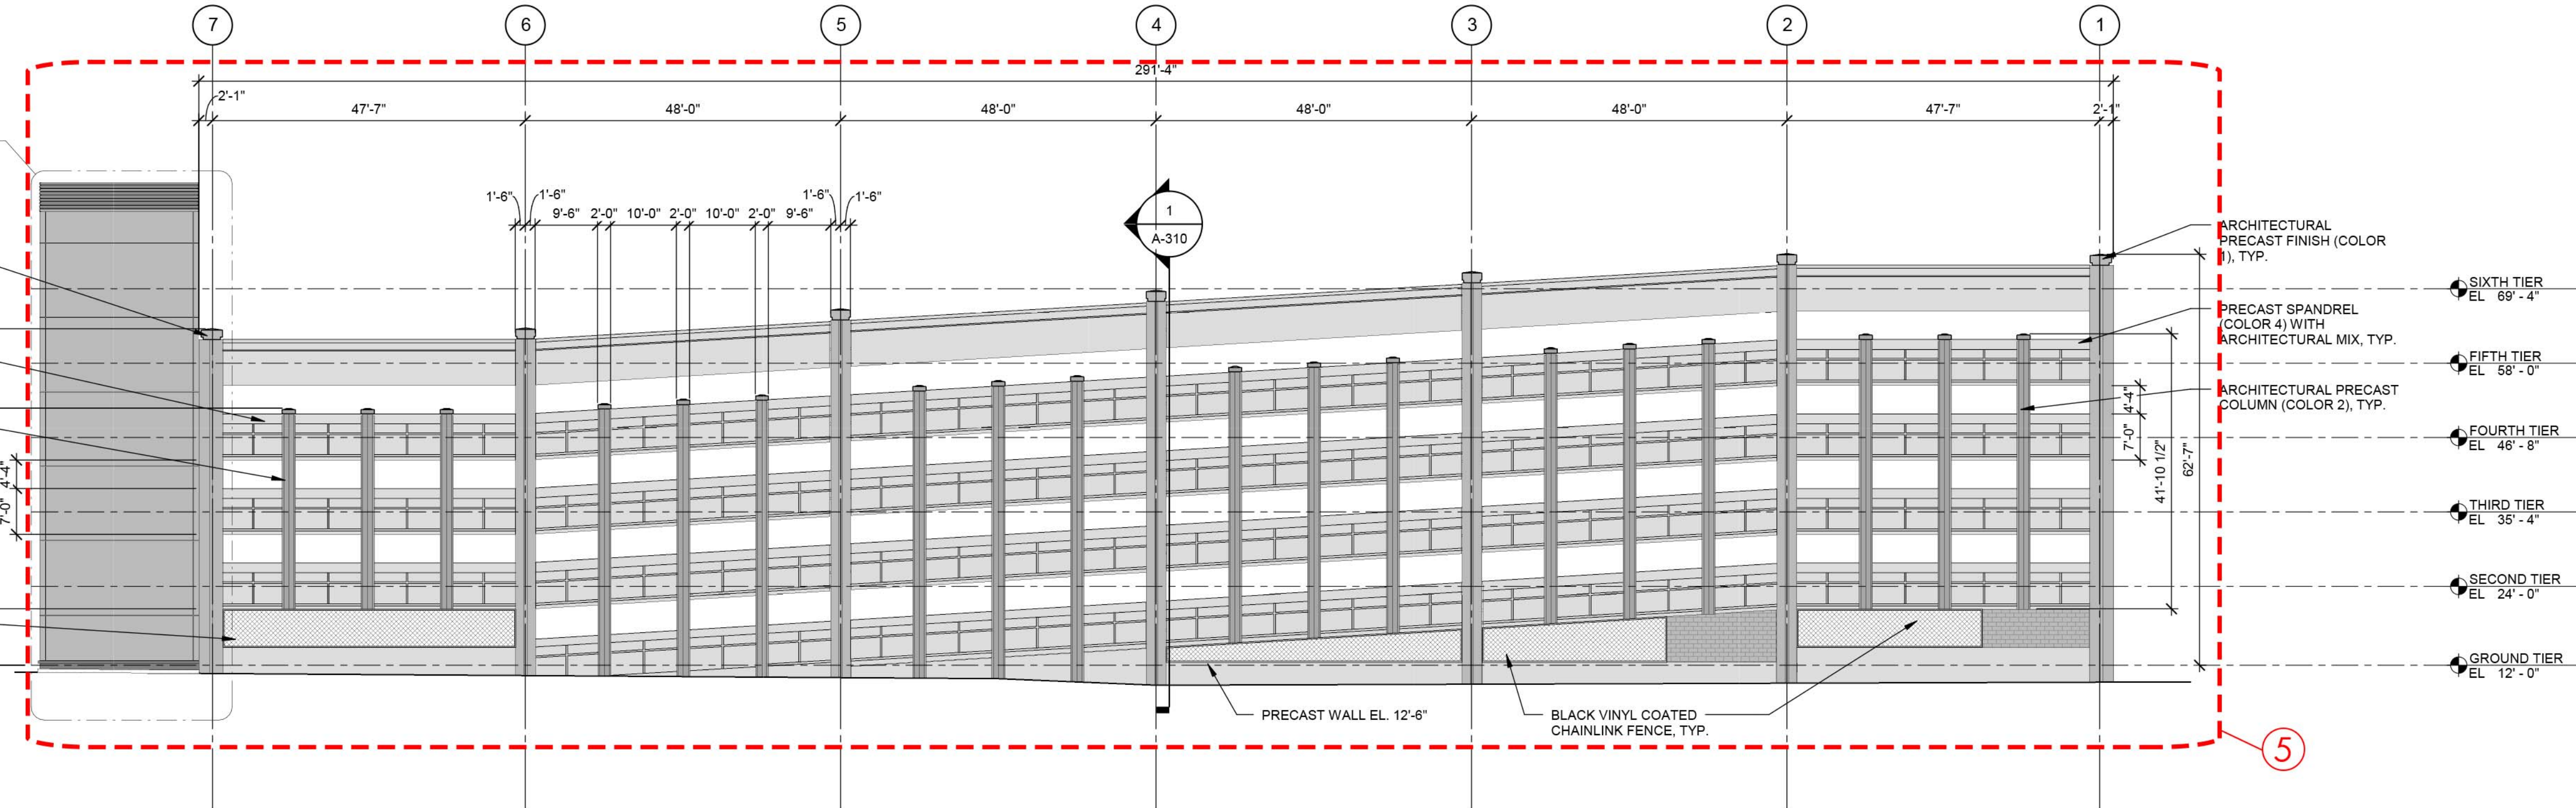 7 6 5 4 3 2 1
291'-4"
2'-1" 47'-7" 48'-0" 48'-0" 48'-0" 48'-0" 47'-7" 2'-1"
1'-6" 1'-6" 9'-6" 2'-0" 10'-0" 2'-0" 10'-0" 2'-0" 9'-6" 1'-6" 1'-6"
1
A-310
ARCHITECTURAL
PRECAST FINISH (COLOR
1), TYP.
PRECAST SPANDREL
(COLOR 4) WITH
ARCHITECTURAL MIX, TYP.
ARCHITECTURAL PRECAST
COLUMN (COLOR 2), TYP.
SIXTH TIER
EL 69' - 4"
FIFTH TIER
EL 58' - 0"
FOURTH TIER
EL 46' - 8"
THIRD TIER
EL 35' - 4"
SECOND TIER
EL 24' - 0"
GROUND TIER
EL 12' - 0"
4'-4"
7'-0"
41'-10 1/2"
62'-7"
4'-4"
7'-0"
PRECAST WALL EL. 12'-6"
BLACK VINYL COATED
CHAINLINK FENCE, TYP.
5